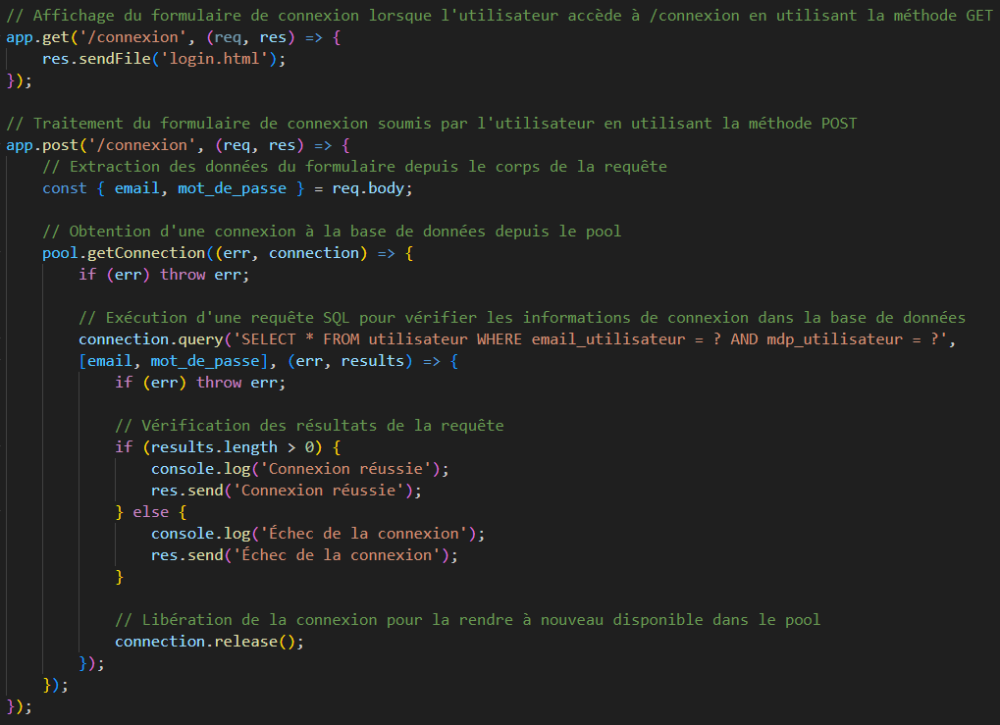 // Affichage du formulaire de connexion lorsque l'utilisateur accède à /connexion en utilisant la méthode GET
app.get('/connexion', (req, res) => {
    res.sendFile('login.html');
});

// Traitement du formulaire de connexion soumis par l'utilisateur en utilisant la méthode POST
app.post('/connexion', (req, res) => {
    // Extraction des données du formulaire depuis le corps de la requête
    const { email, mot_de_passe } = req.body;

    // Obtention d'une connexion à la base de données depuis le pool
    pool.getConnection((err, connection) => {
        if (err) throw err;

        // Exécution d'une requête SQL pour vérifier les informations de connexion dans la base de données
        connection.query('SELECT * FROM utilisateur WHERE email_utilisateur = ? AND mdp_utilisateur = ?',
        [email, mot_de_passe], (err, results) => {
            if (err) throw err;

            // Vérification des résultats de la requête
            if (results.length > 0) {
                console.log('Connexion réussie');
                res.send('Connexion réussie');
            } else {
                console.log('Échec de la connexion');
                res.send('Échec de la connexion');
            }

            // Libération de la connexion pour la rendre à nouveau disponible dans le pool
            connection.release();
        });
    });
});